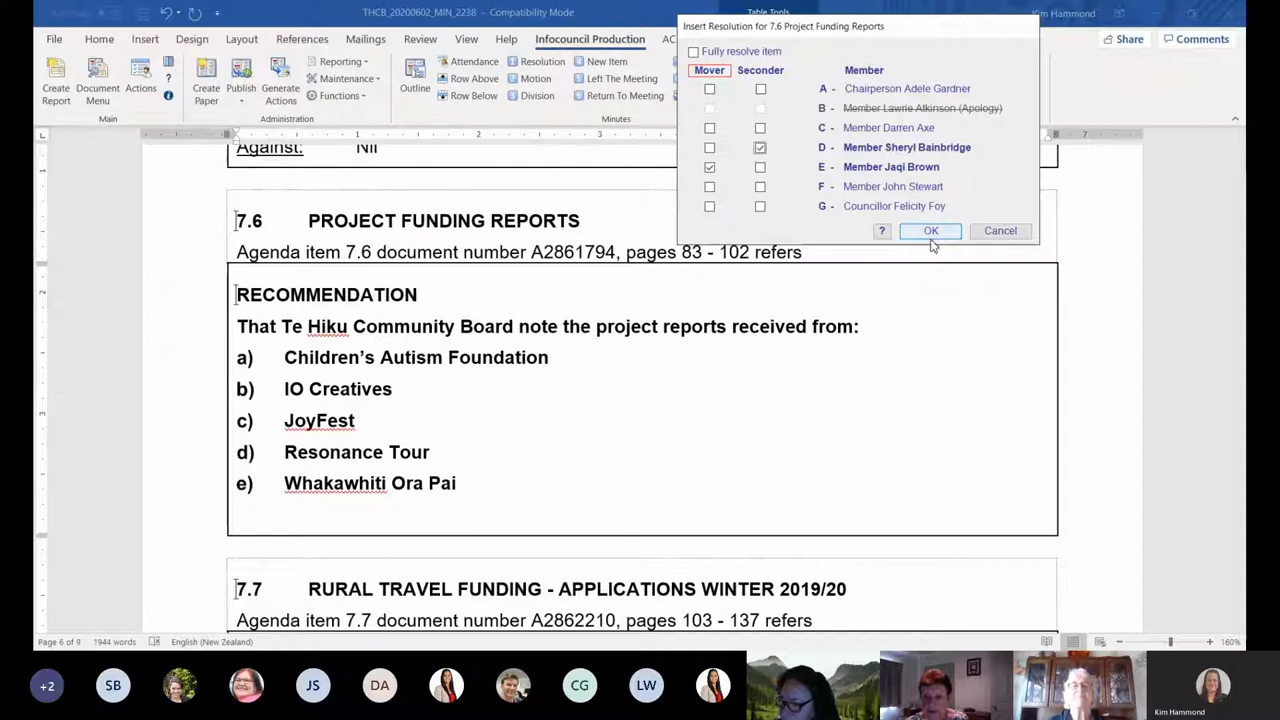 THCB_20200602_MIN_2238 - Compatibility Mode
Table Tools
Kim Hammond
File Home Insert Design Layout References Mailings Review View Help Infocouncil Production
Share Comments
Create Report
Document Menu
Actions
Reporting
Maintenance
Functions
Main
Create Paper
Publish
Generate Actions
Outline
Attendance
Row Above
Row Below
Resolution
Motion
Division
New Item
Left The Meeting
Return To Meeting
Minutes
Insert Resolution for 7.6 Project Funding Reports
Fully resolve item
Mover Seconder Member
A - Chairperson Adele Gardner
B - Member Lawrie Atkinson (Apology)
C - Member Darren Axe
D - Member Sheryl Bainbridge
E - Member Jaqi Brown
F - Member John Stewart
G - Councillor Felicity Foy
? OK Cancel
1 2 3 7
Against: Nil
7.6 PROJECT FUNDING REPORTS
Agenda item 7.6 document number A2861794, pages 83 - 102 refers
RECOMMENDATION
That Te Hiku Community Board note the project reports received from:
a) Children's Autism Foundation
b) IO Creatives
c) JoyFest
d) Resonance Tour
e) Whakawhiti Ora Pai
7.7 RURAL TRAVEL FUNDING - APPLICATIONS WINTER 2019/20
Agenda item 7.7 document number A2862210, pages 103 - 137 refers
Page 6 of 9 1944 words English (New Zealand) 160%
+2 SB JS DA CG LW
Kim Hammond